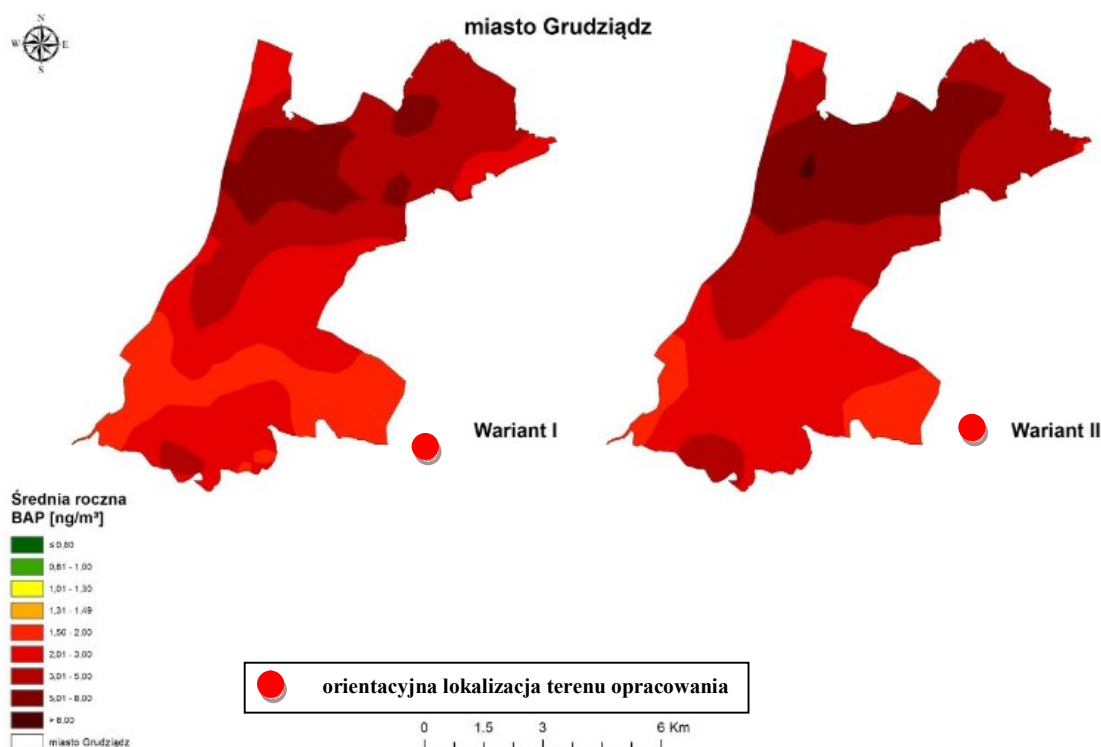 miasto Grudziądz
N
W E
S
Wariant I
Wariant II
Średnia roczna
BAP [ng/m³]
≤ 0,80
0,81 - 1,00
1,01 - 1,30
1,31 - 1,49
1,50 - 2,00
2,01 - 3,00
3,01 - 5,00
5,01 - 8,00
> 8,00
miasto Grudziądz
orientacyjna lokalizacja terenu opracowania
0 1.5 3 6 Km